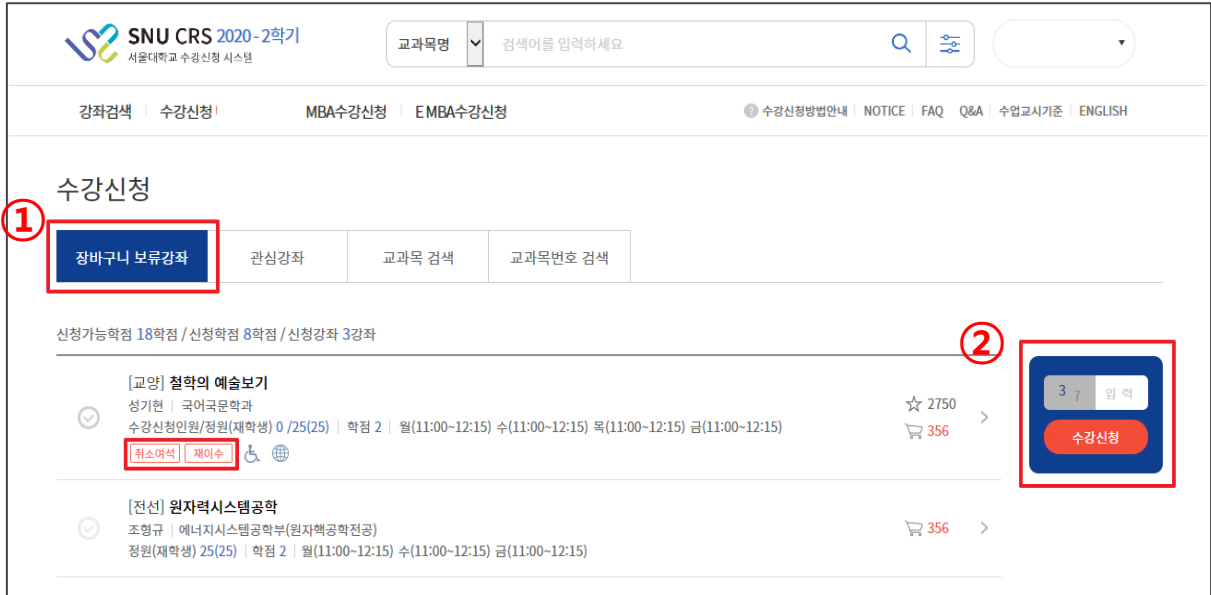 SNU CRS 2020-2학기
서울대학교 수강신청 시스템
교과목명 검색어를 입력하세요
강좌검색 수강신청 MBA수강신청 EMBA수강신청 ? 수강신청방법안내 NOTICE FAQ Q&A 수업교시기준 ENGLISH
수강신청
①
장바구니 보류강좌 관심강좌 교과목 검색 교과목번호 검색
신청가능학점 18학점 / 신청학점 8학점 / 신청강좌 3강좌
②
3 7 입력
수강신청
[교양] 철학의 예술보기
성기현 | 국어국문학과
수강신청인원/정원(재학생) 0 /25(25) | 학점 2 | 월(11:00~12:15) 수(11:00~12:15) 목(11:00~12:15) 금(11:00~12:15)
취소여석 재이수
2750
356
[전선] 원자력시스템공학
조형규 | 에너지시스템공학부(원자핵공학전공)
정원(재학생) 25(25) | 학점 2 | 월(11:00~12:15) 수(11:00~12:15) 금(11:00~12:15)
356